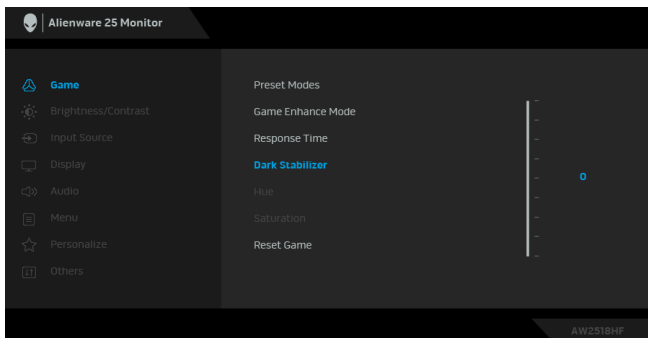 Alienware 25 Monitor
Game
Brightness/Contrast
Input Source
Display
Audio
Menu
Personalize
Others
Preset Modes
Game Enhance Mode
Response Time
Dark Stabilizer
Hue
Saturation
Reset Game
0
AW2518HF